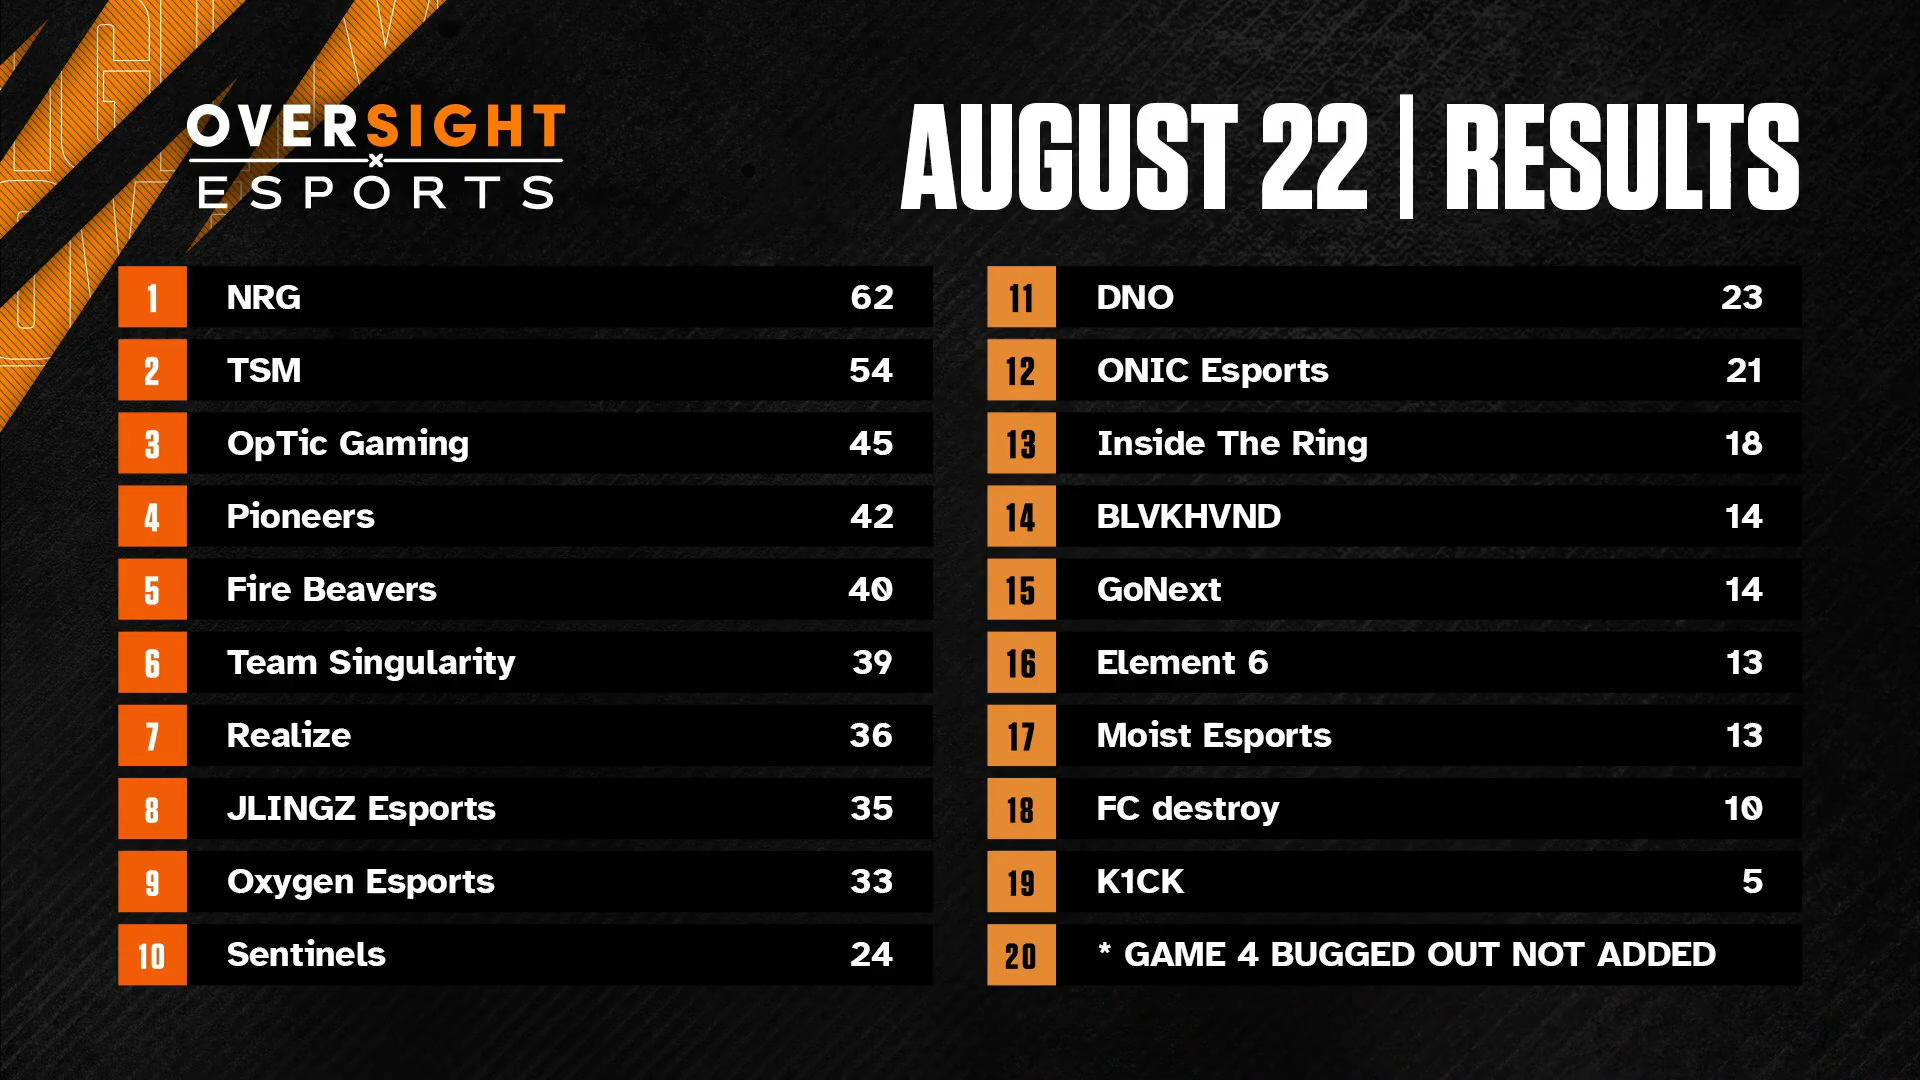 OVERSIGHT
ESPORTS
AUGUST 22 | RESULTS
1 NRG 62
2 TSM 54
3 OpTic Gaming 45
4 Pioneers 42
5 Fire Beavers 40
6 Team Singularity 39
7 Realize 36
8 JLINGZ Esports 35
9 Oxygen Esports 33
10 Sentinels 24
11 DNO 23
12 ONIC Esports 21
13 Inside The Ring 18
14 BLVKHVND 14
15 GoNext 14
16 Element 6 13
17 Moist Esports 13
18 FC destroy 10
19 K1CK 5
20 * GAME 4 BUGGED OUT NOT ADDED